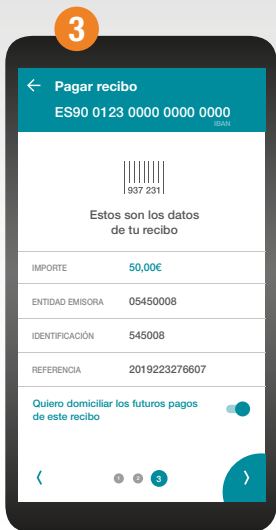 3
Pagar recibo
ES90 0123 0000 0000 0000
IBAN
937 231
Estos son los datos
de tu recibo
IMPORTE 50,00€
ENTIDAD EMISORA 05450008
IDENTIFICACIÓN 545008
REFERENCIA 2019223276607
Quiero domiciliar los futuros pagos
de este recibo
1 2 3